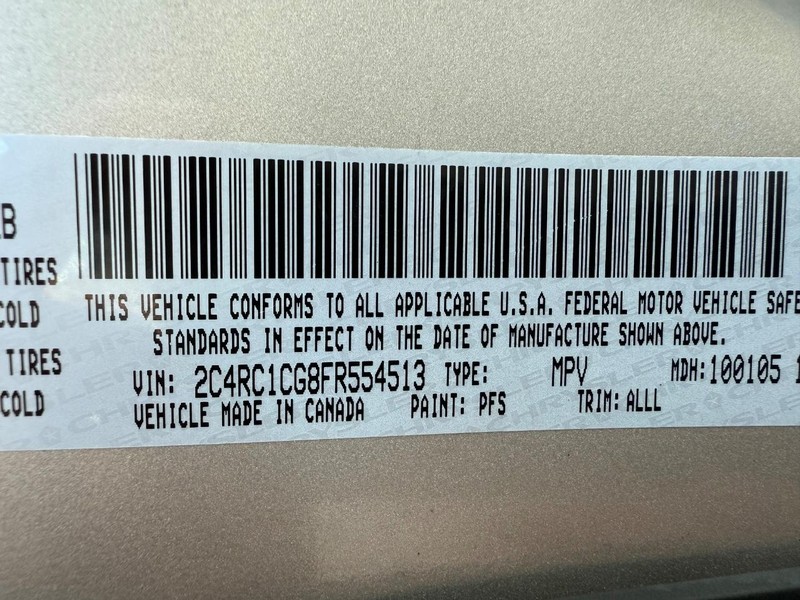 B
TIRES
COLD
TIRES
COLD
THIS VEHICLE CONFORMS TO ALL APPLICABLE U.S.A. FEDERAL MOTOR VEHICLE SAFE
STANDARDS IN EFFECT ON THE DATE OF MANUFACTURE SHOWN ABOVE.
VIN: 2C4RC1CG8FR554513 TYPE: MPV MDH:100105 1
VEHICLE MADE IN CANADA PAINT: PFS TRIM: ALLL
CHRYSLER